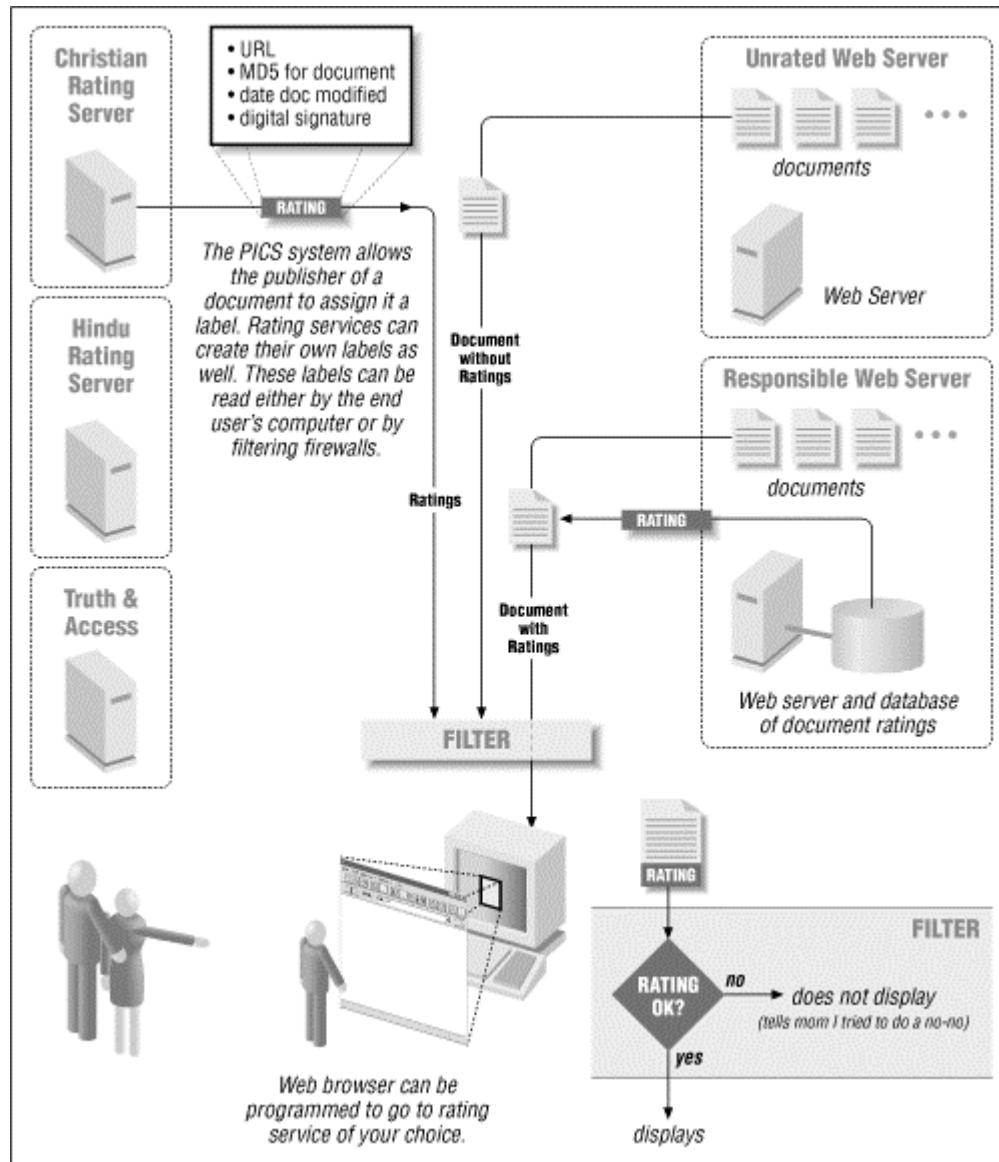 Christian
Rating
Server
• URL
• MD5 for document
• date doc modified
• digital signature
RATING
The PICS system allows
the publisher of a
document to assign it a
label. Rating services can
create their own labels as
well. These labels can be
read either by the end
user's computer or by
filtering firewalls.
Hindu
Rating
Server
Truth &
Access
Unrated Web Server
documents
Web Server
Document
without
Ratings
Responsible Web Server
documents
RATING
Web server and database
of document ratings
Ratings
Document
with
Ratings
FILTER
Web browser can be
programmed to go to rating
service of your choice.
RATING
FILTER
RATING
OK?
no
does not display
(tells mom I tried to do a no-no)
yes
displays